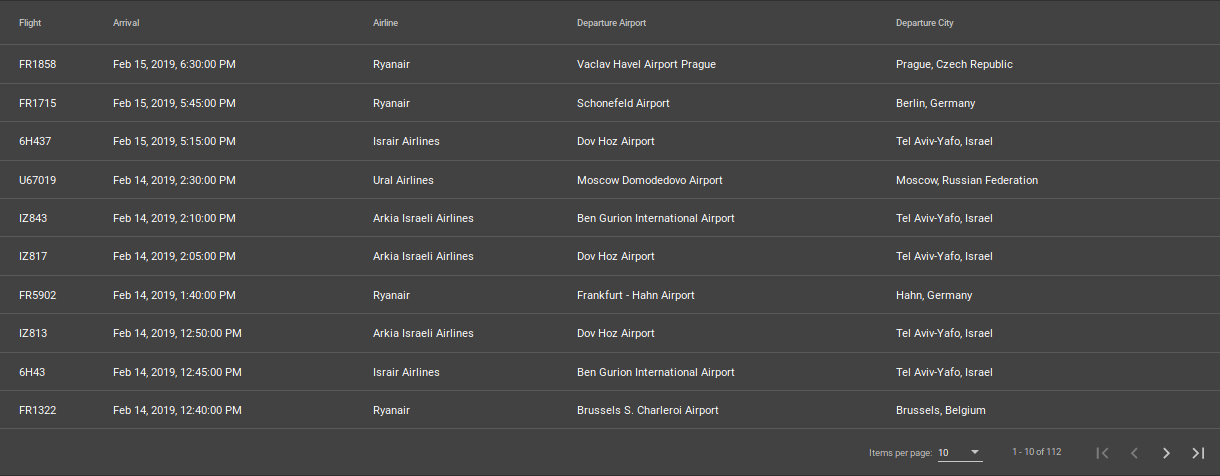 Flight Arrival Airline Departure Airport Departure City
FR1858 Feb 15, 2019, 6:30:00 PM Ryanair Vaclav Havel Airport Prague Prague, Czech Republic
FR1715 Feb 15, 2019, 5:45:00 PM Ryanair Schonefeld Airport Berlin, Germany
6H437 Feb 15, 2019, 5:15:00 PM Israir Airlines Dov Hoz Airport Tel Aviv-Yafo, Israel
U67019 Feb 14, 2019, 2:30:00 PM Ural Airlines Moscow Domodedovo Airport Moscow, Russian Federation
IZ843 Feb 14, 2019, 2:10:00 PM Arkia Israeli Airlines Ben Gurion International Airport Tel Aviv-Yafo, Israel
IZ817 Feb 14, 2019, 2:05:00 PM Arkia Israeli Airlines Dov Hoz Airport Tel Aviv-Yafo, Israel
FR5902 Feb 14, 2019, 1:40:00 PM Ryanair Frankfurt - Hahn Airport Hahn, Germany
IZ813 Feb 14, 2019, 12:50:00 PM Arkia Israeli Airlines Dov Hoz Airport Tel Aviv-Yafo, Israel
6H43 Feb 14, 2019, 12:45:00 PM Israir Airlines Ben Gurion International Airport Tel Aviv-Yafo, Israel
FR1322 Feb 14, 2019, 12:40:00 PM Ryanair Brussels S. Charleroi Airport Brussels, Belgium
Items per page: 10 1 - 10 of 112